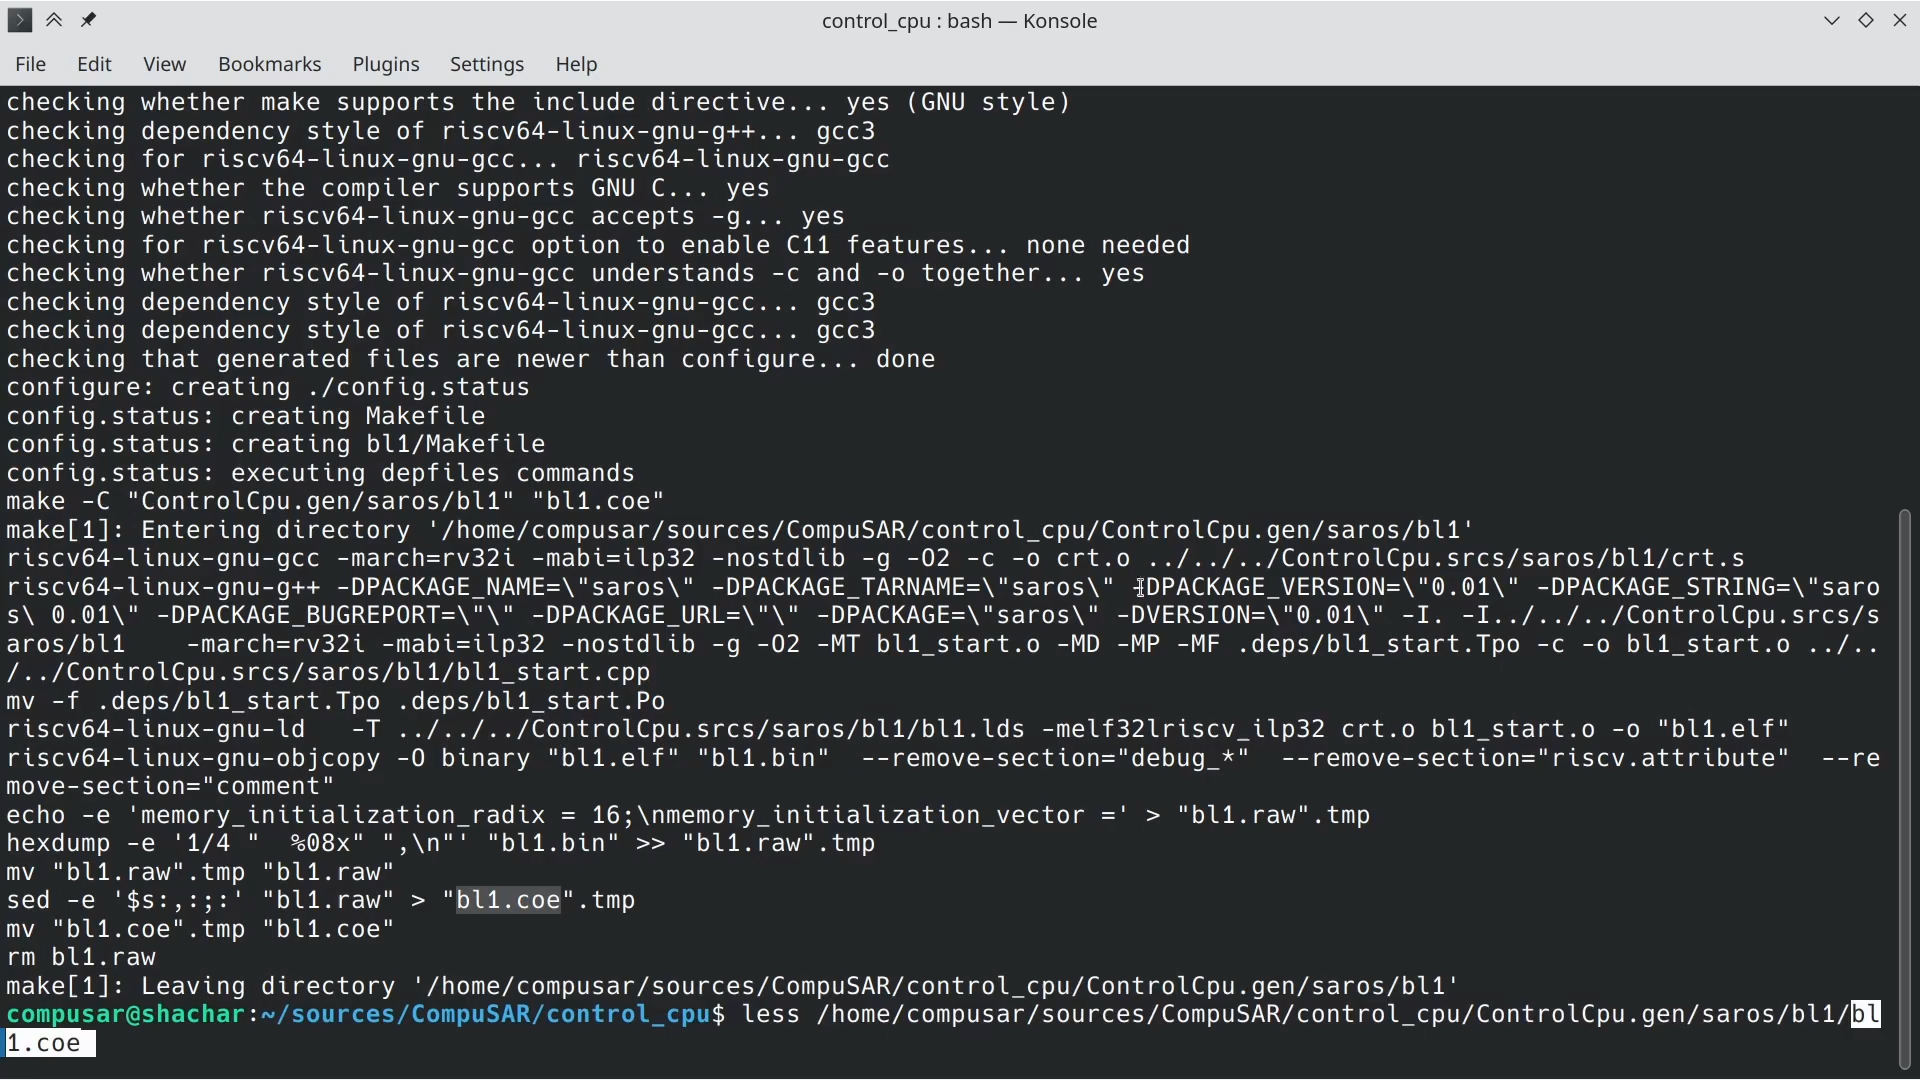 control_cpu : bash — Konsole
File Edit View Bookmarks Plugins Settings Help
checking whether make supports the include directive... yes (GNU style)
checking dependency style of riscv64-linux-gnu-g++... gcc3
checking for riscv64-linux-gnu-gcc... riscv64-linux-gnu-gcc
checking whether the compiler supports GNU C... yes
checking whether riscv64-linux-gnu-gcc accepts -g... yes
checking for riscv64-linux-gnu-gcc option to enable C11 features... none needed
checking whether riscv64-linux-gnu-gcc understands -c and -o together... yes
checking dependency style of riscv64-linux-gnu-gcc... gcc3
checking dependency style of riscv64-linux-gnu-gcc... gcc3
checking that generated files are newer than configure... done
configure: creating ./config.status
config.status: creating Makefile
config.status: creating bl1/Makefile
config.status: executing depfiles commands
make -C "ControlCpu.gen/saros/bl1" "bl1.coe"
make[1]: Entering directory '/home/compusar/sources/CompuSAR/control_cpu/ControlCpu.gen/saros/bl1'
riscv64-linux-gnu-gcc -march=rv32i -mabi=ilp32 -nostdlib -g -O2 -c -o crt.o ../../../ControlCpu.srcs/saros/bl1/crt.s
riscv64-linux-gnu-g++ -DPACKAGE_NAME=\"saros\" -DPACKAGE_TARNAME=\"saros\" -DPACKAGE_VERSION=\"0.01\" -DPACKAGE_STRING=\"saro
s\ 0.01\" -DPACKAGE_BUGREPORT=\"\" -DPACKAGE_URL=\"\" -DPACKAGE=\"saros\" -DVERSION=\"0.01\" -I. -I../../../ControlCpu.srcs/s
aros/bl1    -march=rv32i -mabi=ilp32 -nostdlib -g -O2 -MT bl1_start.o -MD -MP -MF .deps/bl1_start.Tpo -c -o bl1_start.o ../..
/../ControlCpu.srcs/saros/bl1/bl1_start.cpp
mv -f .deps/bl1_start.Tpo .deps/bl1_start.Po
riscv64-linux-gnu-ld   -T ../../../ControlCpu.srcs/saros/bl1/bl1.lds -melf32lriscv_ilp32 crt.o bl1_start.o -o "bl1.elf"
riscv64-linux-gnu-objcopy -O binary "bl1.elf" "bl1.bin"  --remove-section="debug_*"  --remove-section="riscv.attribute"  --re
move-section="comment"
echo -e 'memory_initialization_radix = 16;\nmemory_initialization_vector =' > "bl1.raw".tmp
hexdump -e '1/4 "  %08x" ",\n"' "bl1.bin" >> "bl1.raw".tmp
mv "bl1.raw".tmp "bl1.raw"
sed -e '$s:,:;:' "bl1.raw" > "bl1.coe".tmp
mv "bl1.coe".tmp "bl1.coe"
rm bl1.raw
make[1]: Leaving directory '/home/compusar/sources/CompuSAR/control_cpu/ControlCpu.gen/saros/bl1'
compusar@shachar:~/sources/CompuSAR/control_cpu$ less /home/compusar/sources/CompuSAR/control_cpu/ControlCpu.gen/saros/bl1/bl
1.coe